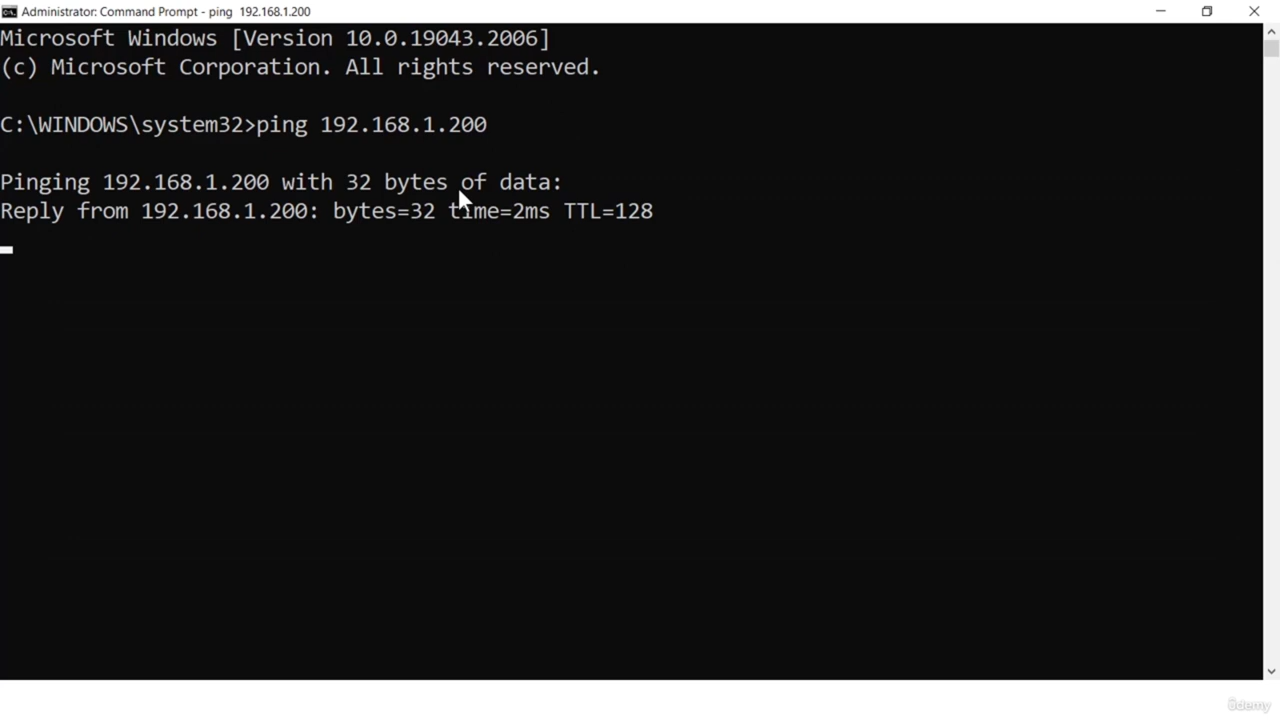 Administrator: Command Prompt - ping 192.168.1.200
Microsoft Windows [Version 10.0.19043.2006]
(c) Microsoft Corporation. All rights reserved.
C:\WINDOWS\system32>ping 192.168.1.200
Pinging 192.168.1.200 with 32 bytes of data:
Reply from 192.168.1.200: bytes=32 time=2ms TTL=128
ûdemy